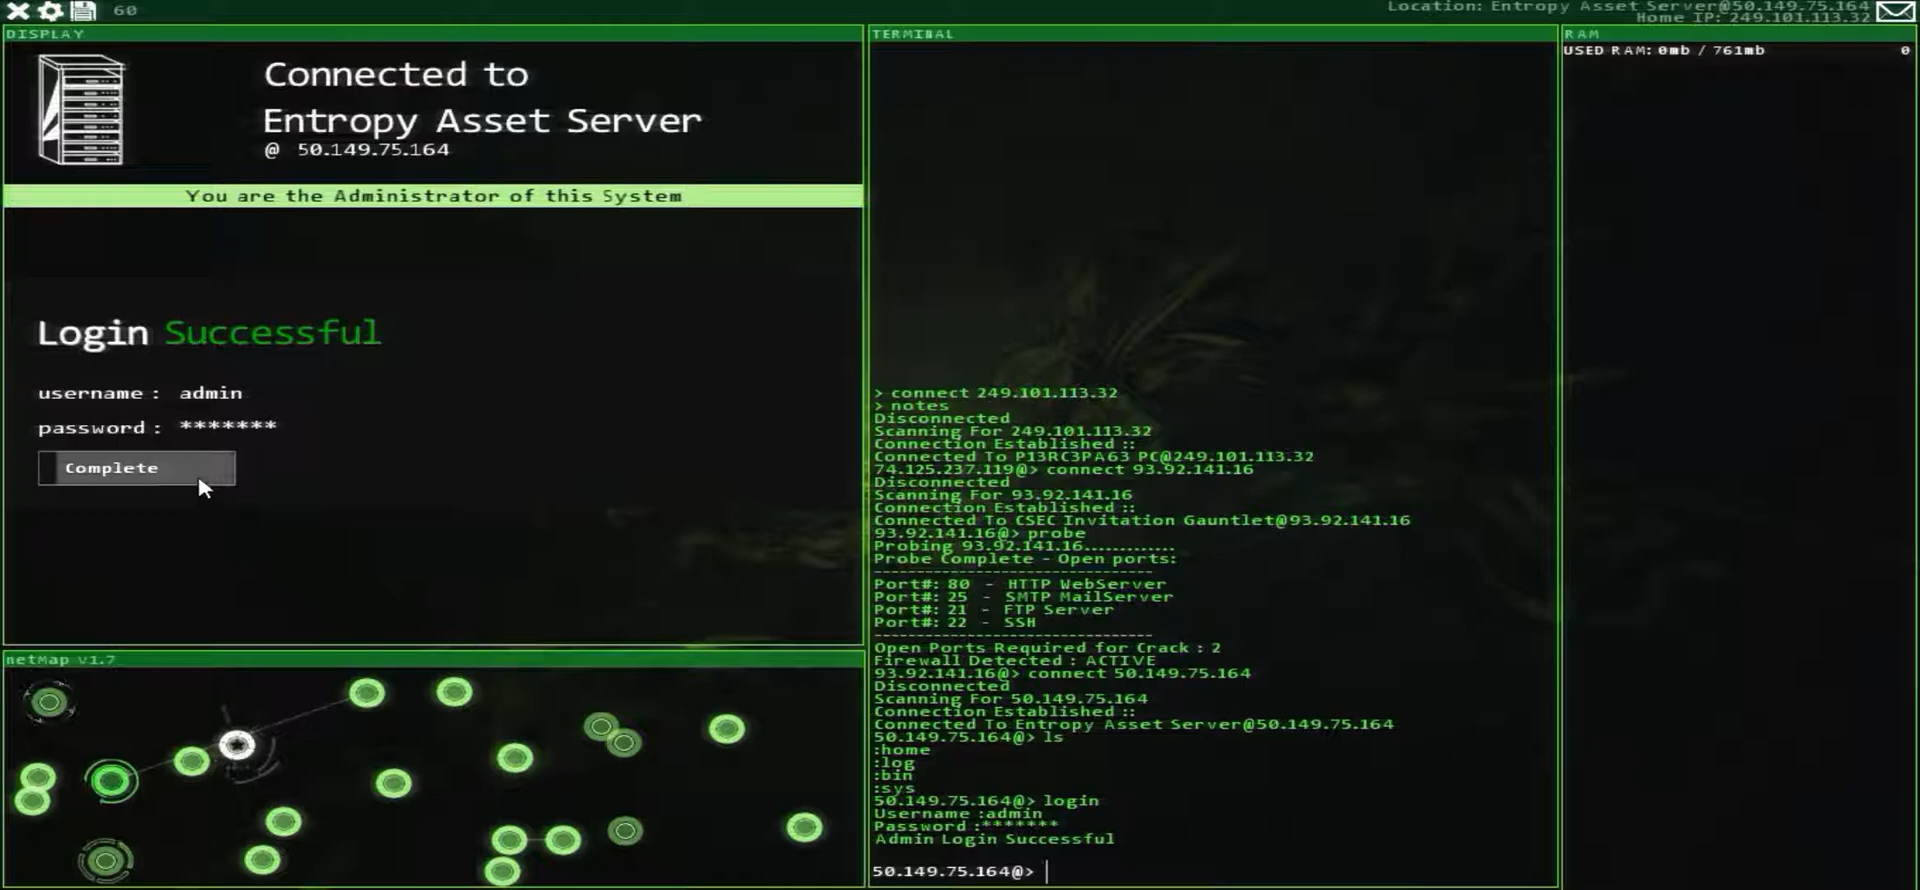 60
Location: Entropy Asset Server@50.149.75.164
Home IP: 249.101.113.32
DISPLAY
Connected to
Entropy Asset Server
@ 50.149.75.164
You are the Administrator of this System
Login Successful
username : admin
password : *******
Complete
netMap v1.7
TERMINAL
> connect 249.101.113.32
> notes
Disconnected
Scanning For 249.101.113.32
Connection Established ::
Connected To P13RC3PA63 PC@249.101.113.32
74.125.237.119@> connect 93.92.141.16
Disconnected
Scanning For 93.92.141.16
Connection Established ::
Connected To CSEC Invitation Gauntlet@93.92.141.16
93.92.141.16@> probe
Probing 93.92.141.16.............
Probe Complete - Open ports:
---------------------------------
Port#: 80 - HTTP WebServer
Port#: 25 - SMTP MailServer
Port#: 21 - FTP Server
Port#: 22 - SSH
---------------------------------
Open Ports Required for Crack : 2
Firewall Detected : ACTIVE
93.92.141.16@> connect 50.149.75.164
Disconnected
Scanning For 50.149.75.164
Connection Established ::
Connected To Entropy Asset Server@50.149.75.164
50.149.75.164@> ls
:home
:log
:bin
:sys
50.149.75.164@> login
Username :admin
Password :*******
Admin Login Successful
50.149.75.164@>
RAM
USED RAM: 0mb / 761mb 0